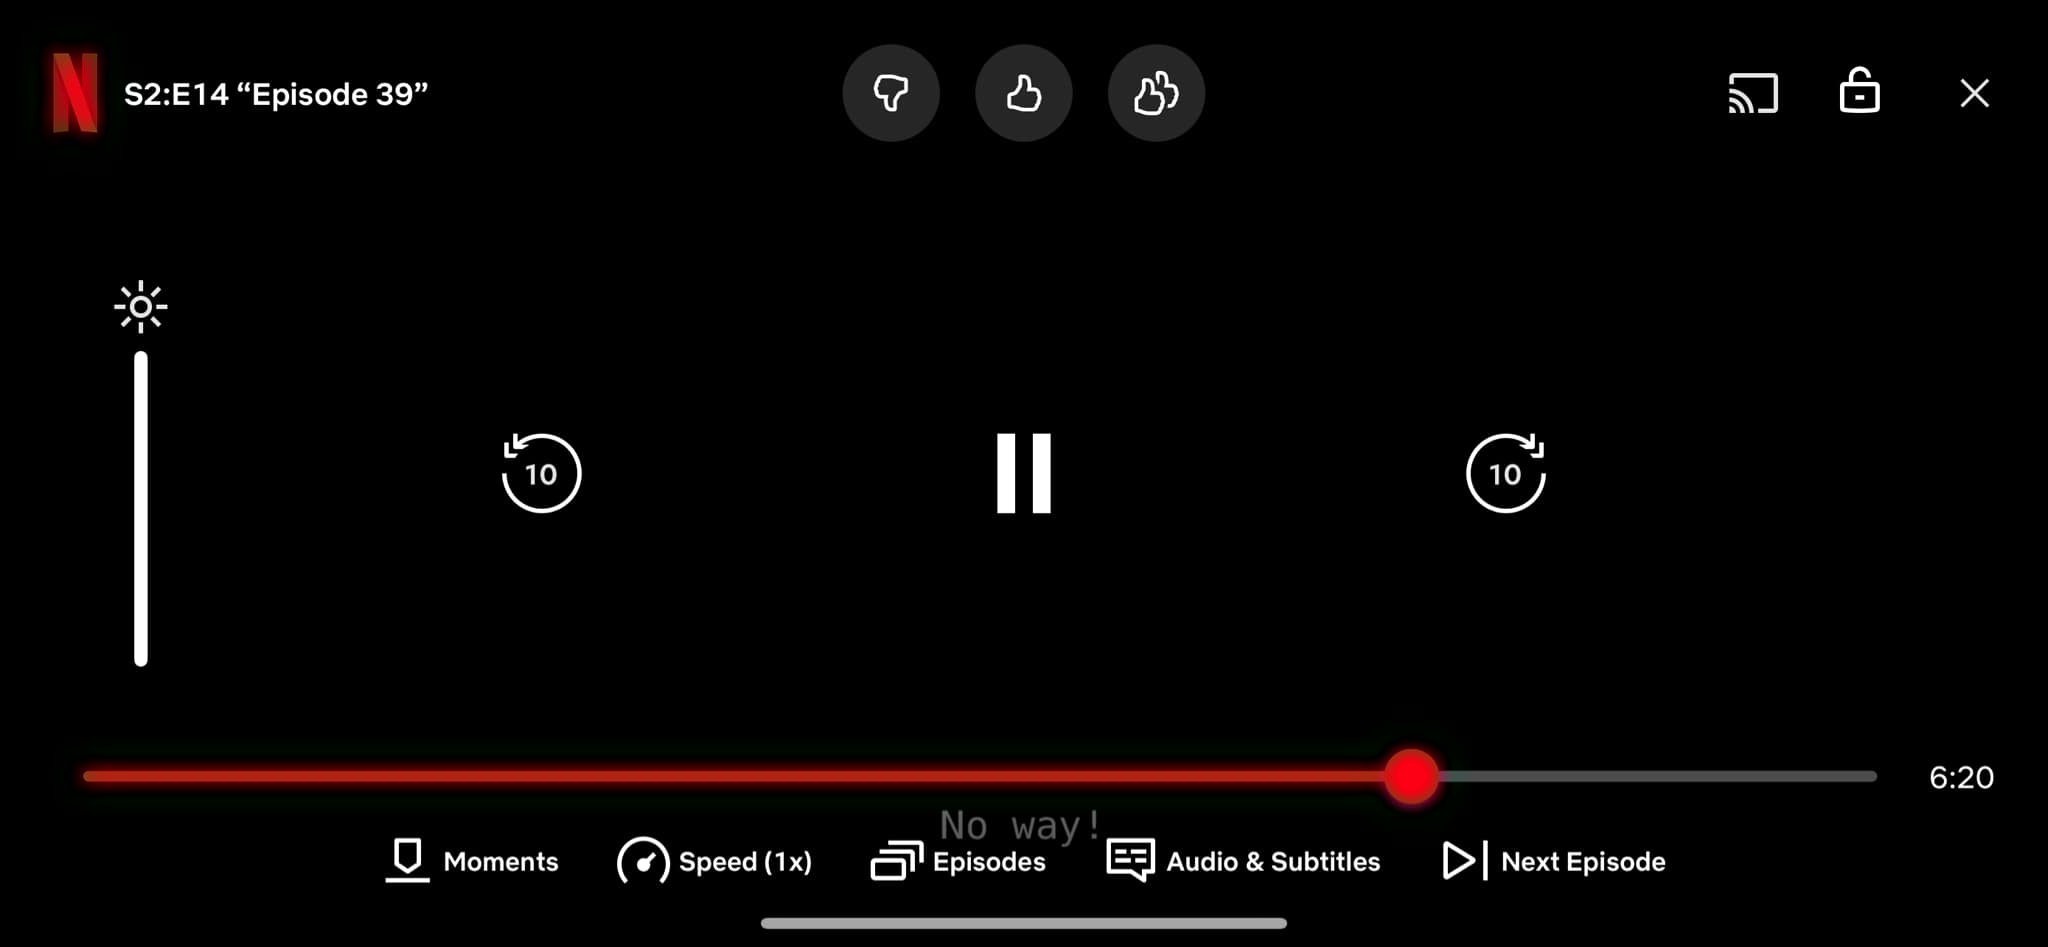 S2:E14 “Episode 39”
10
10
6:20
No way!
Moments
Speed (1x)
Episodes
Audio & Subtitles
Next Episode